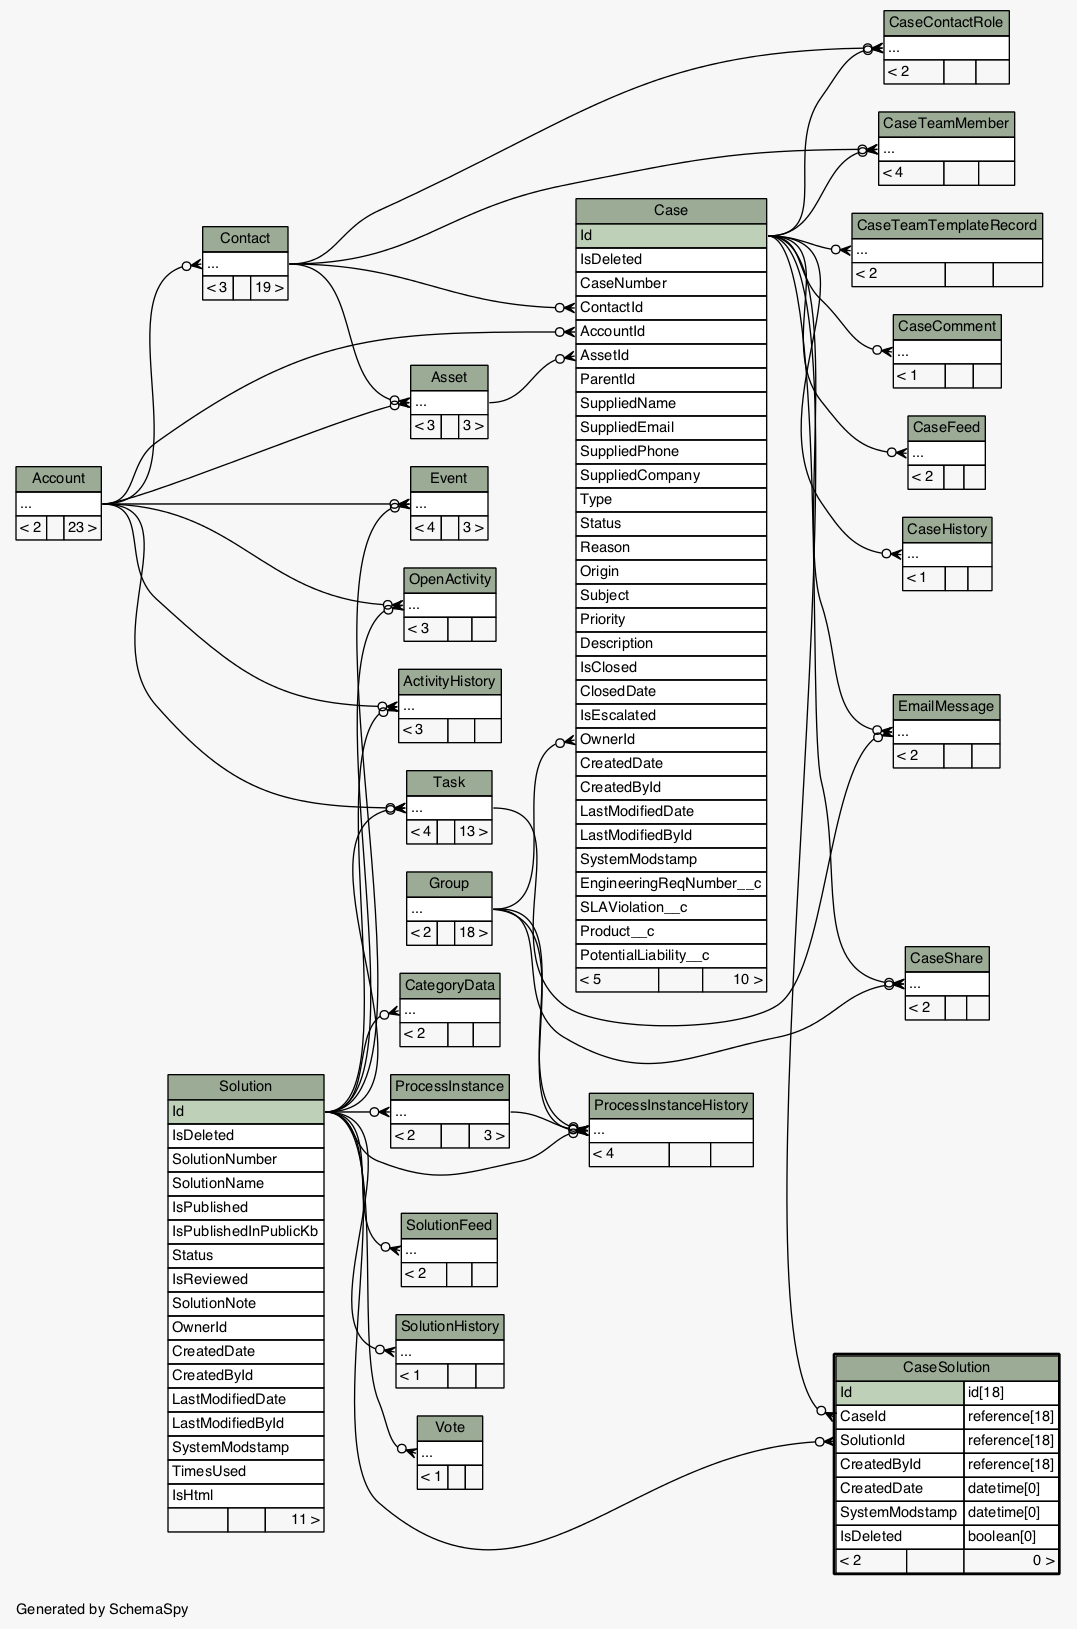 CaseContactRole
...
< 2
CaseTeamMember
...
< 4
CaseTeamTemplateRecord
...
< 2
CaseComment
...
< 1
CaseFeed
...
< 2
CaseHistory
...
< 1
EmailMessage
...
< 2
CaseShare
...
< 2
Case
Id
IsDeleted
CaseNumber
ContactId
AccountId
AssetId
ParentId
SuppliedName
SuppliedEmail
SuppliedPhone
SuppliedCompany
Type
Status
Reason
Origin
Subject
Priority
Description
IsClosed
ClosedDate
IsEscalated
OwnerId
CreatedDate
CreatedById
LastModifiedDate
LastModifiedById
SystemModstamp
EngineeringReqNumber__c
SLAViolation__c
Product__c
PotentialLiability__c
< 5 10 >
Contact
...
< 3 19 >
Account
...
< 2 23 >
Asset
...
< 3 3 >
Event
...
< 4 3 >
OpenActivity
...
< 3
ActivityHistory
...
< 3
Task
...
< 4 13 >
Group
...
< 2 18 >
CategoryData
...
< 2
ProcessInstance
...
< 2 3 >
ProcessInstanceHistory
...
< 4
Solution
Id
IsDeleted
SolutionNumber
SolutionName
IsPublished
IsPublishedInPublicKb
Status
IsReviewed
SolutionNote
OwnerId
CreatedDate
CreatedById
LastModifiedDate
LastModifiedById
SystemModstamp
TimesUsed
IsHtml
11 >
SolutionFeed
...
< 2
SolutionHistory
...
< 1
Vote
...
< 1
CaseSolution
Id id[18]
CaseId reference[18]
SolutionId reference[18]
CreatedById reference[18]
CreatedDate datetime[0]
SystemModstamp datetime[0]
IsDeleted boolean[0]
< 2 0 >
Generated by SchemaSpy